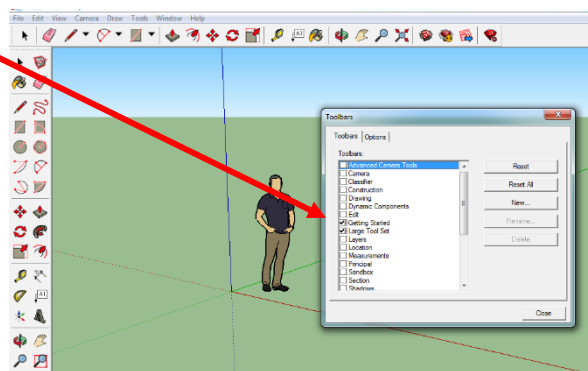 File Edit View Camera Draw Tools Window Help
Toolbars
Toolbars Options
Toolbars:
Advanced Camera Tools
Camera
Classifier
Construction
Drawing
Dynamic Components
Edit
Getting Started
Large Tool Set
Layers
Location
Measurements
Principal
Sandbox
Section
Shadows
Reset
Reset All
New...
Rename...
Delete
Close